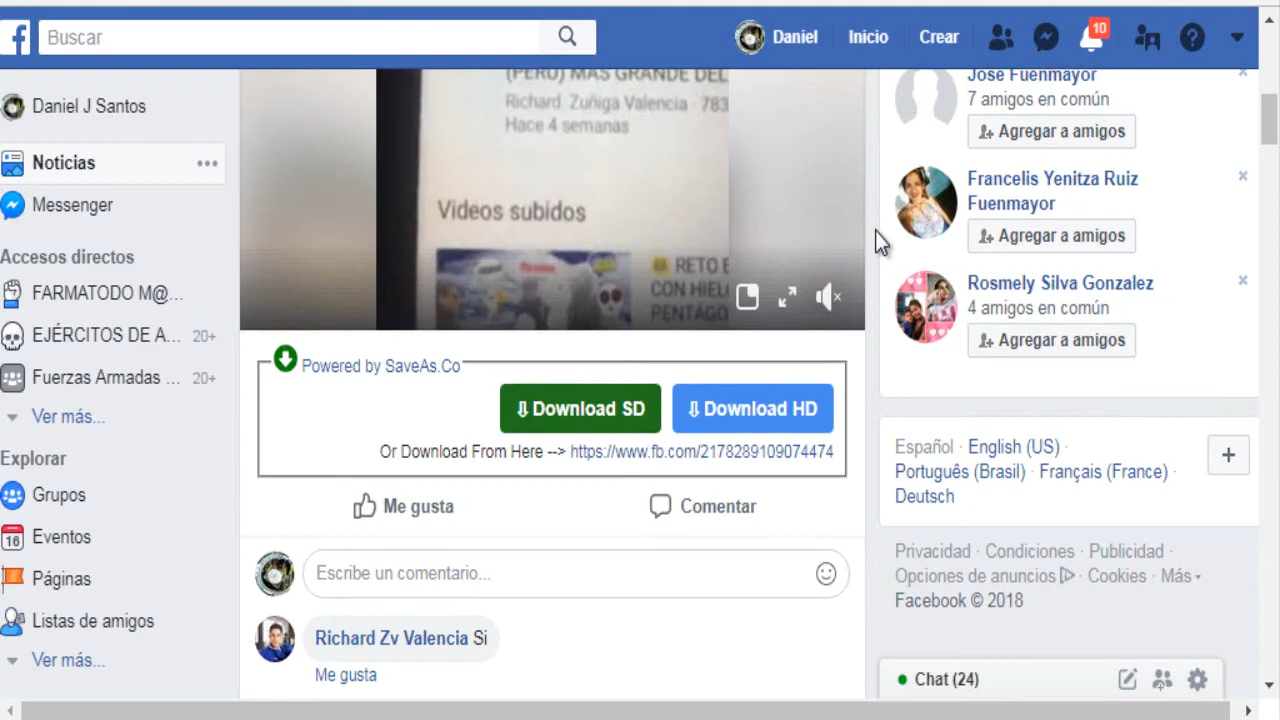 Buscar
Daniel
Inicio
Crear
10
Daniel J Santos
Noticias
Messenger
Accesos directos
FARMATODO M@...
EJÉRCITOS DE A... 20+
Fuerzas Armadas ... 20+
Ver más...
Explorar
Grupos
16 Eventos
Páginas
Listas de amigos
Ver más...
(PERÚ) MÁS GRANDE DEL
Richard. Zuñiga Valencia · 783
Hace 4 semanas
Videos subidos
RETO
CON HIEL
PENTÁGO
Powered by SaveAs.Co
⇩ Download SD
⇩ Download HD
Or Download From Here --> https://www.fb.com/2178289109074474
Me gusta
Comentar
Escribe un comentario...
Richard Zv Valencia Si
Me gusta
José Fuenmayor
7 amigos en común
Agregar a amigos
Francelis Yenitza Ruiz
Fuenmayor
Agregar a amigos
Rosmely Silva Gonzalez
4 amigos en común
Agregar a amigos
Español · English (US) ·
Português (Brasil) · Français (France) ·
Deutsch
Privacidad · Condiciones · Publicidad ·
Opciones de anuncios · Cookies · Más
Facebook © 2018
Chat (24)